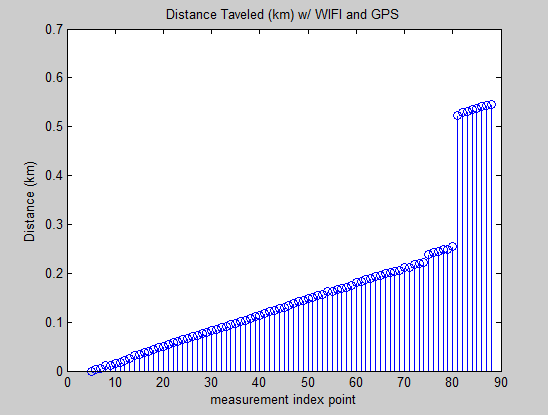 Distance Taveled (km) w/ WIFI and GPS
0.7
0.6
0.5
0.4
0.3
0.2
0.1
0
Distance (km)
0 10 20 30 40 50 60 70 80 90
measurement index point